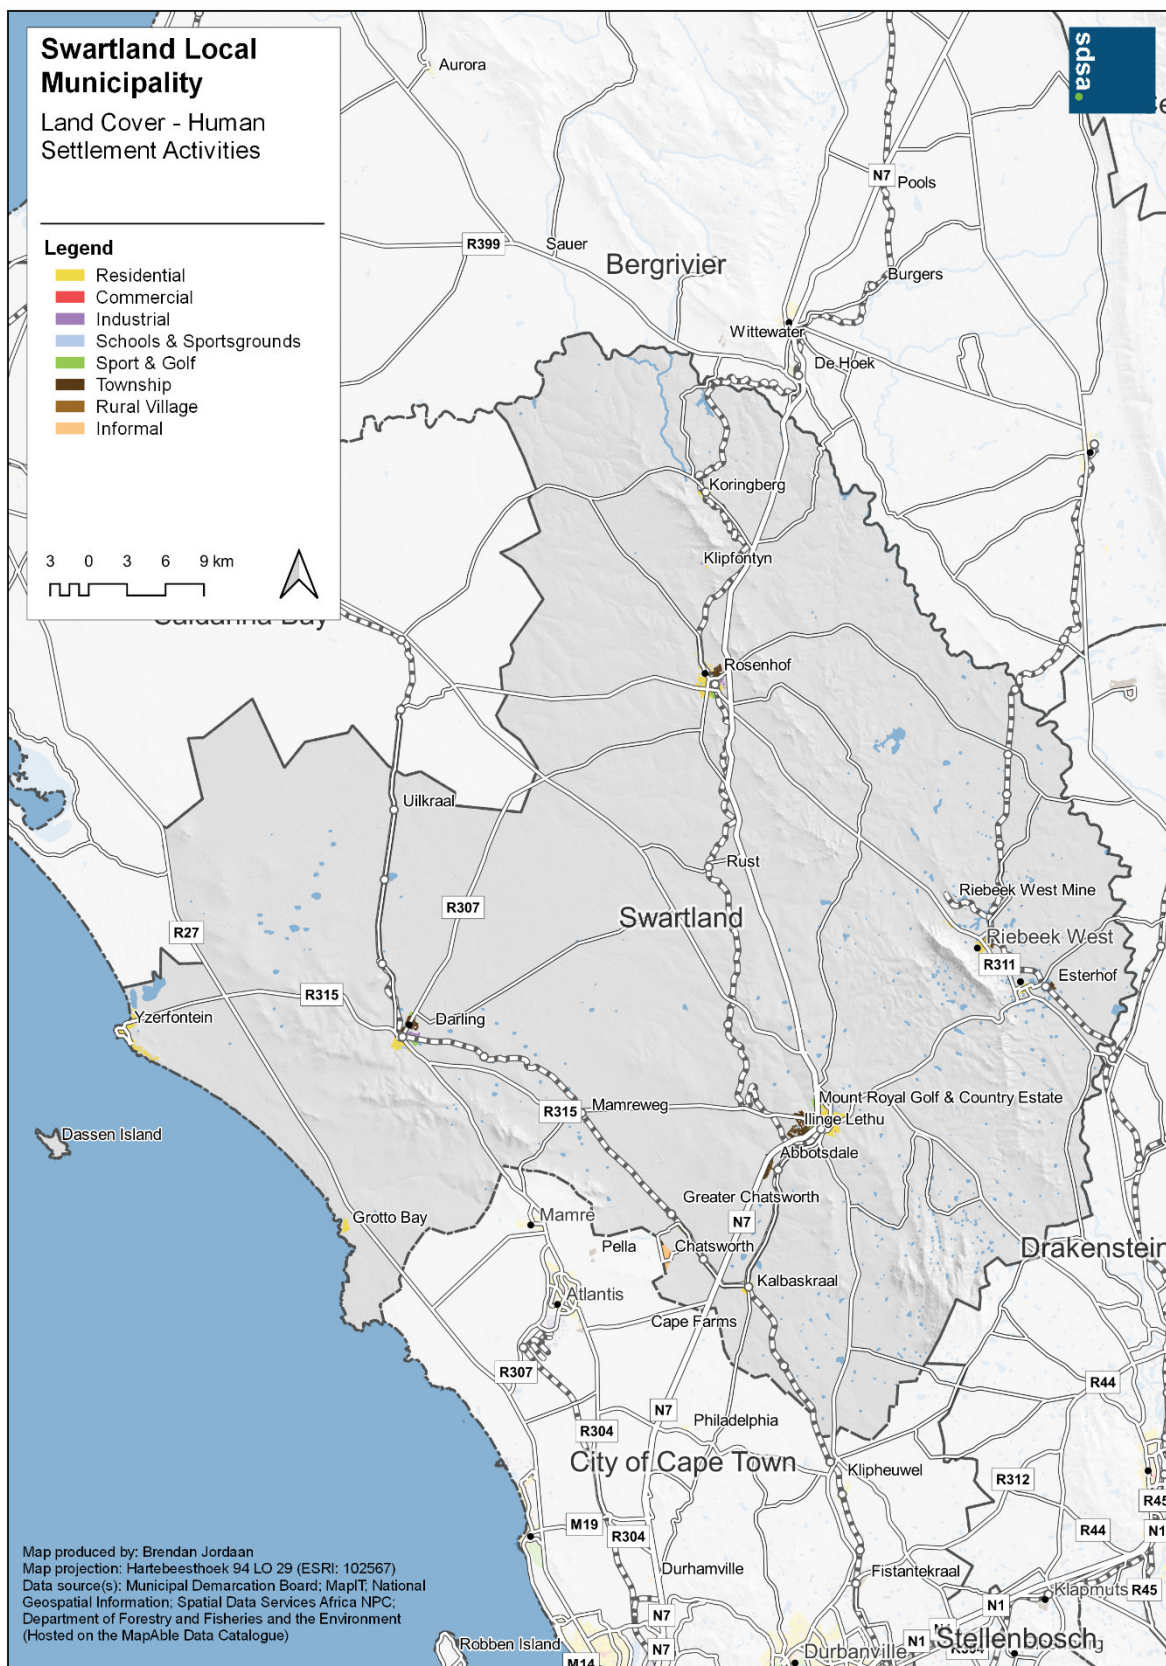 Swartland Local
Municipality
Land Cover - Human
Settlement Activities
Legend
Residential
Commercial
Industrial
Schools & Sportsgrounds
Sport & Golf
Township
Rural Village
Informal
3 0 3 6 9 km
sdsa
Aurora
N7
Pools
R399
Sauer
Bergrivier
Burgers
Wittewater
De Hoek
Koringberg
Klipfontyn
Saldanha Bay
Rosenhof
Uilkraal
Rust
Riebeek West Mine
R307
Swartland
R27
Riebeek West
R311
Esterhof
R315
Yzerfontein
Darling
Mount Royal Golf & Country Estate
R315
Mamreweg
Ilinge Lethu
Dassen Island
Abbotsdale
Greater Chatsworth
Grotto Bay
Mamre
N7
Pella
Chatsworth
Drakenstein
Kalbaskraal
Atlantis
Cape Farms
R307
R44
N7
Philadelphia
R304
City of Cape Town
Klipheuwel
R312
R45
M19
R304
R44
N1
Durhamville
Fistantekraal
Klapmuts
R45
N1
N7
Robben Island
N7
Durbanville
N1
Stellenbosch
M14
Map produced by: Brendan Jordaan
Map projection: Hartebeesthoek 94 LO 29 (ESRI: 102567)
Data source(s): Municipal Demarcation Board; MapIT; National
Geospatial Information; Spatial Data Services Africa NPC;
Department of Forestry and Fisheries and the Environment
(Hosted on the MapAble Data Catalogue)